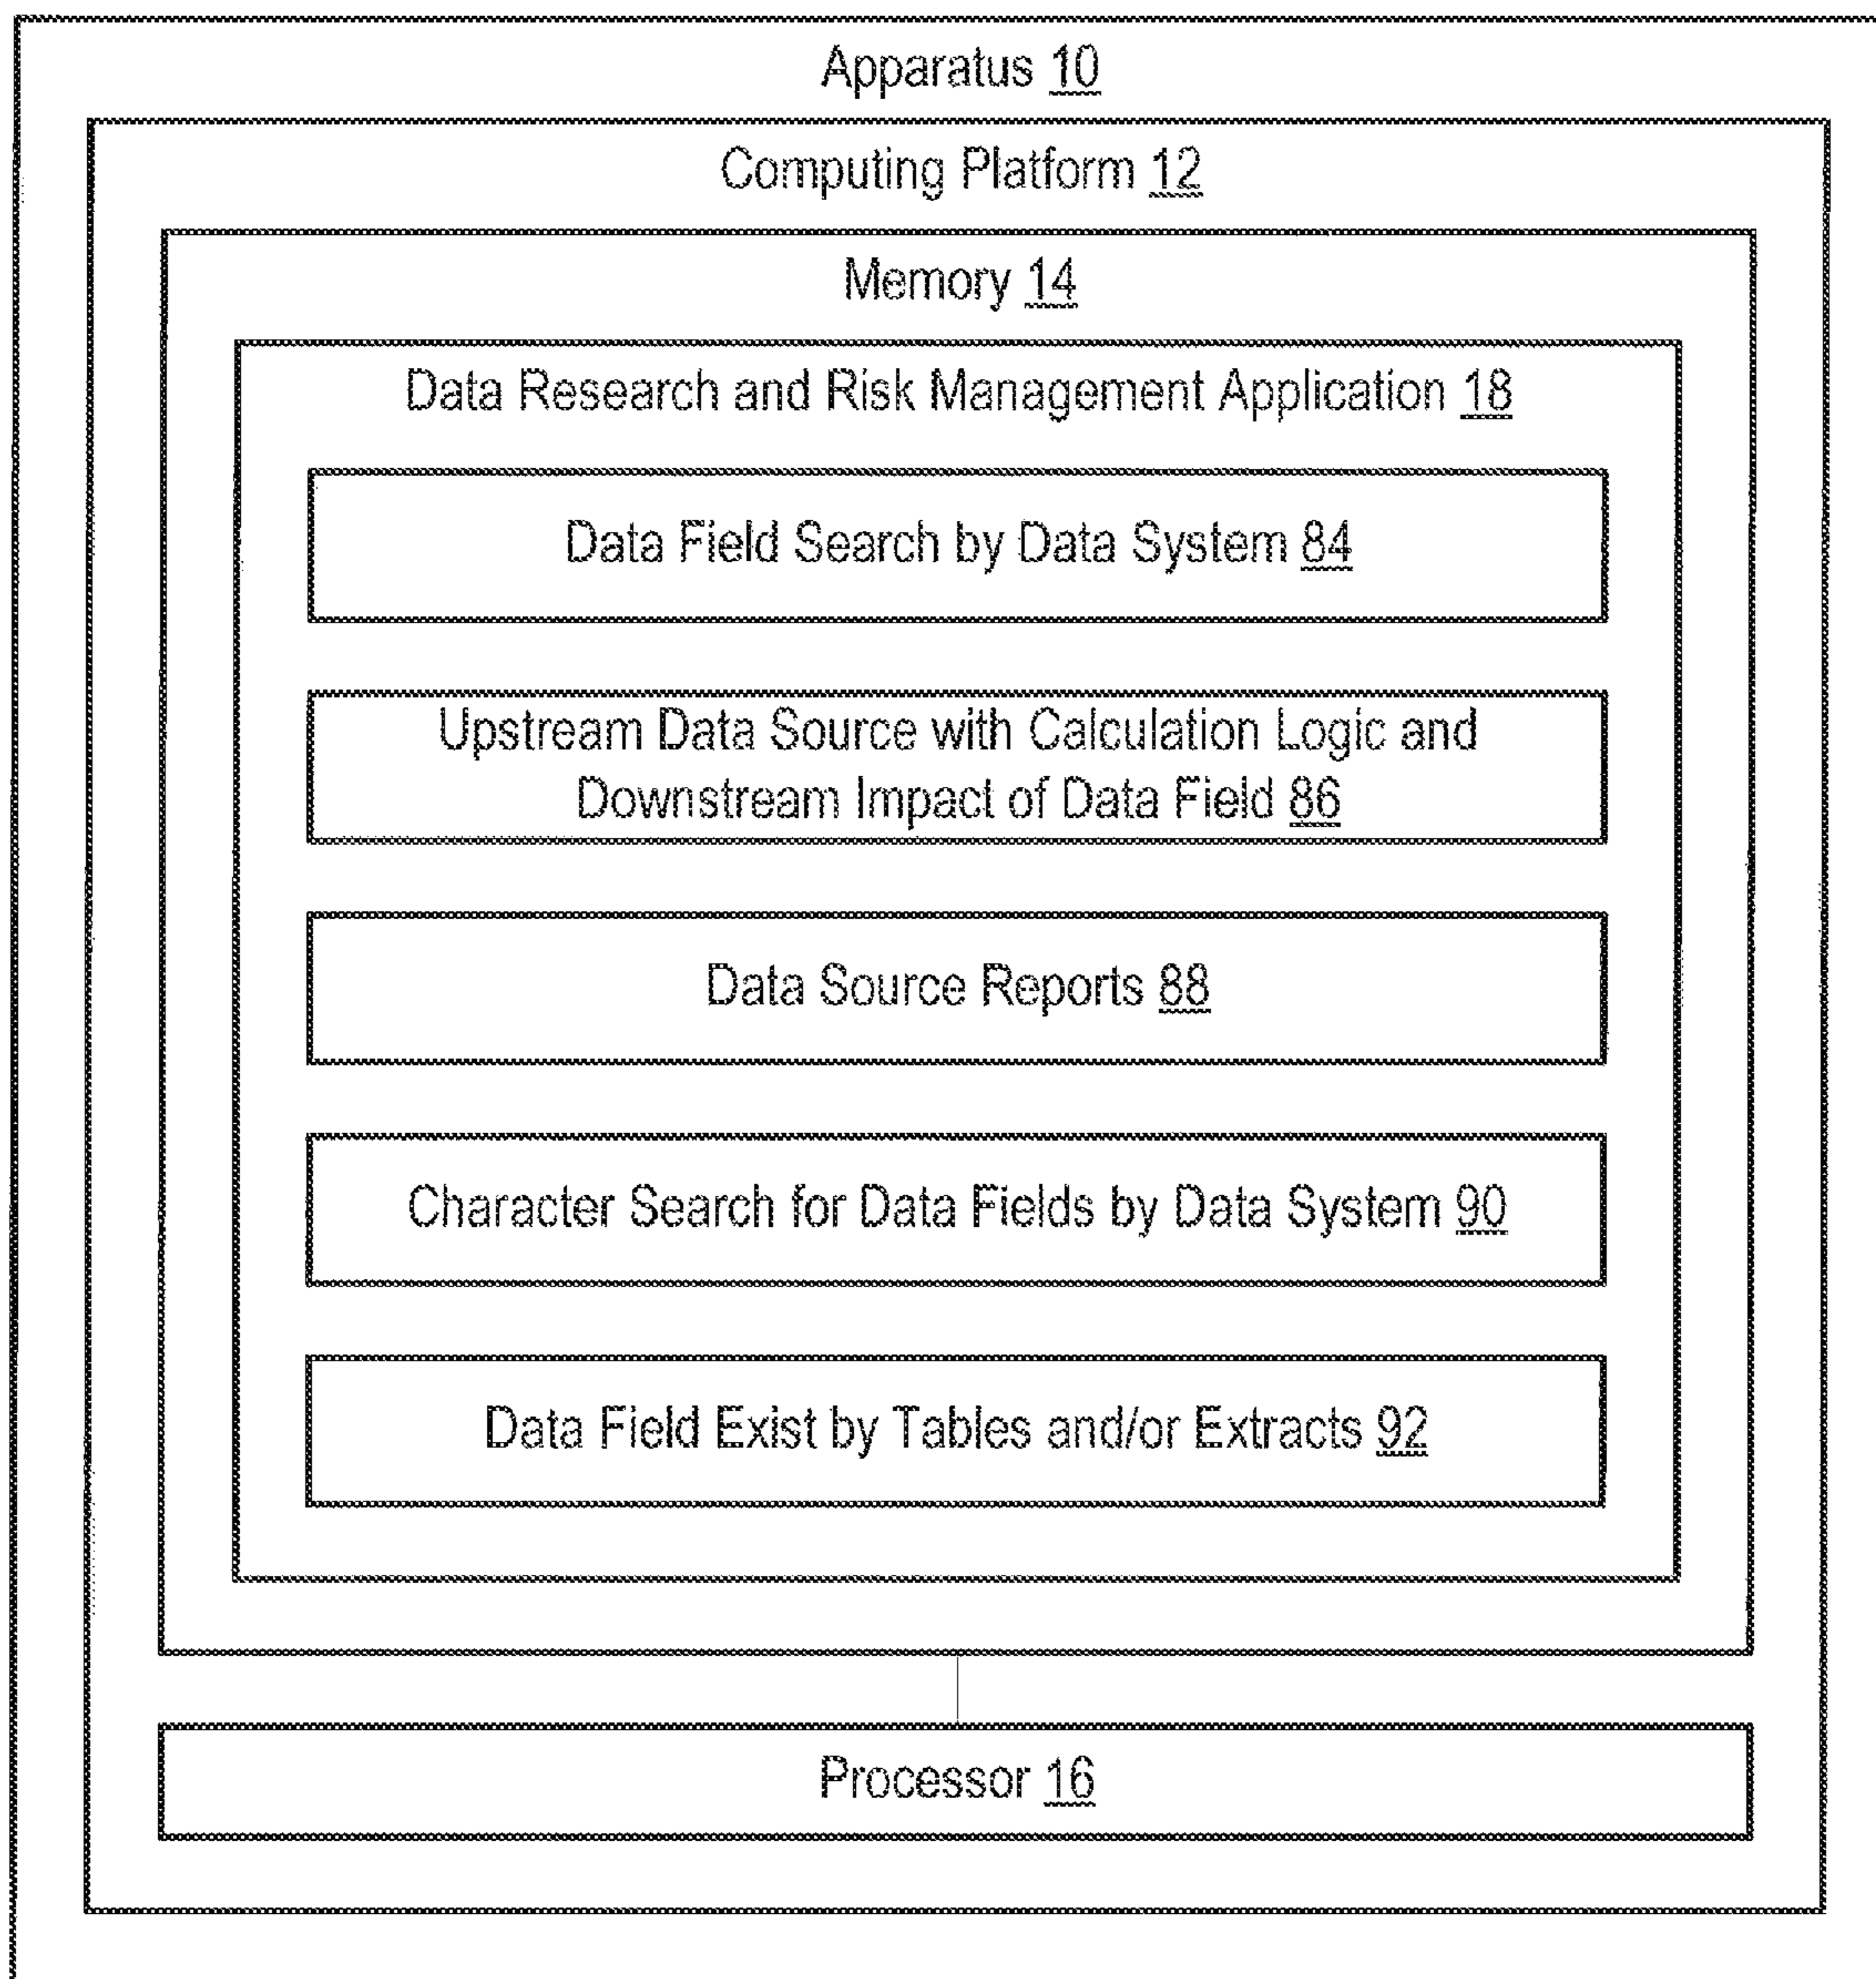 Apparatus 10
Computing Platform 12
Memory 14
Data Research and Risk Management Application 18
Data Field Search by Data System 84
Upstream Data Source with Calculation Logic and
Downstream Impact of Data Field 86
Data Source Reports 88
Character Search for Data Fields by Data System 90
Data Field Exist by Tables and/or Extracts 92
Processor 16